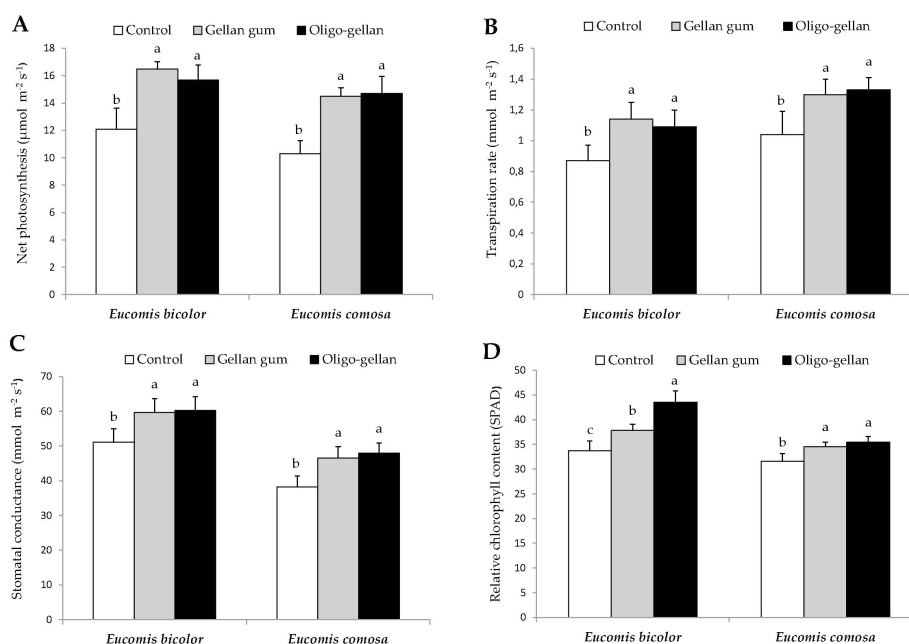 A
Control Gellan gum Oligo-gellan
Net photosynthesis (µmol m⁻² s⁻¹)
18
16
14
12
10
8
6
4
2
0
b
a
a
b
a
a
Eucomis bicolor Eucomis comosa
B
Control Gellan gum Oligo-gellan
Transpiration rate (mmol m⁻² s⁻¹)
1,6
1,4
1,2
1
0,8
0,6
0,4
0,2
0
b
a
a
b
a
a
Eucomis bicolor Eucomis comosa
C
Control Gellan gum Oligo-gellan
Stomatal conductance (mmol m⁻² s⁻¹)
70
60
50
40
30
20
10
0
b
a
a
b
a
a
Eucomis bicolor Eucomis comosa
D
Control Gellan gum Oligo-gellan
Relative chlorophyll content (SPAD)
50
45
40
35
30
25
20
15
10
5
0
c
b
a
b
a
a
Eucomis bicolor Eucomis comosa